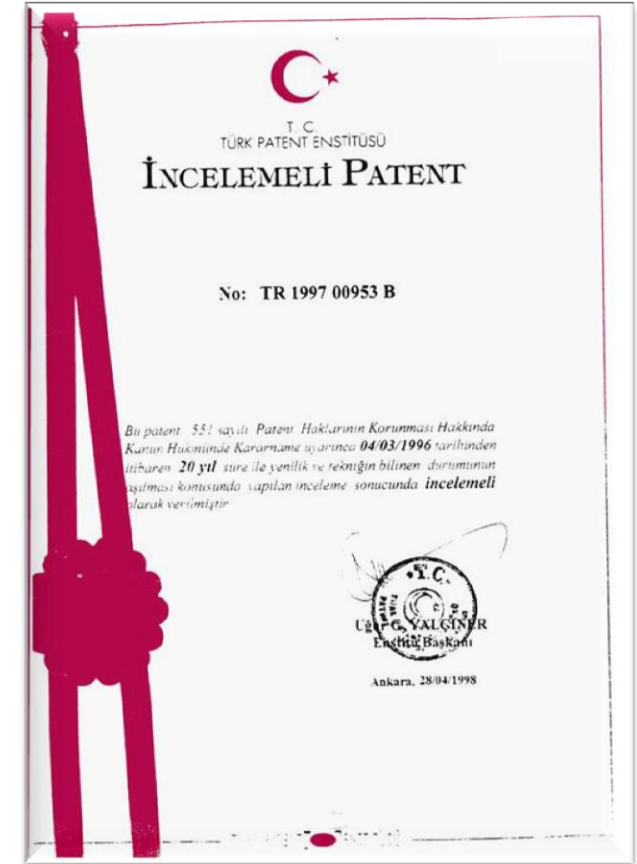 T. C.
TÜRK PATENT ENSTİTÜSÜ
İNCELEMELİ PATENT
No: TR 1997 00953 B
Bu patent 551 sayılı Patent Haklarının Korunması Hakkında
Kanun Hükmünde Kararname uyarınca 04/03/1996 tarihinden
itibaren 20 yıl süre ile yenilik ve tekniğin bilinen durumunun
aşılması konusunda yapılan inceleme sonucunda incelemeli
olarak verilmiştir
T.C.
G. YALÇINER
Enstitü Başkanı
Ankara, 28/04/1998